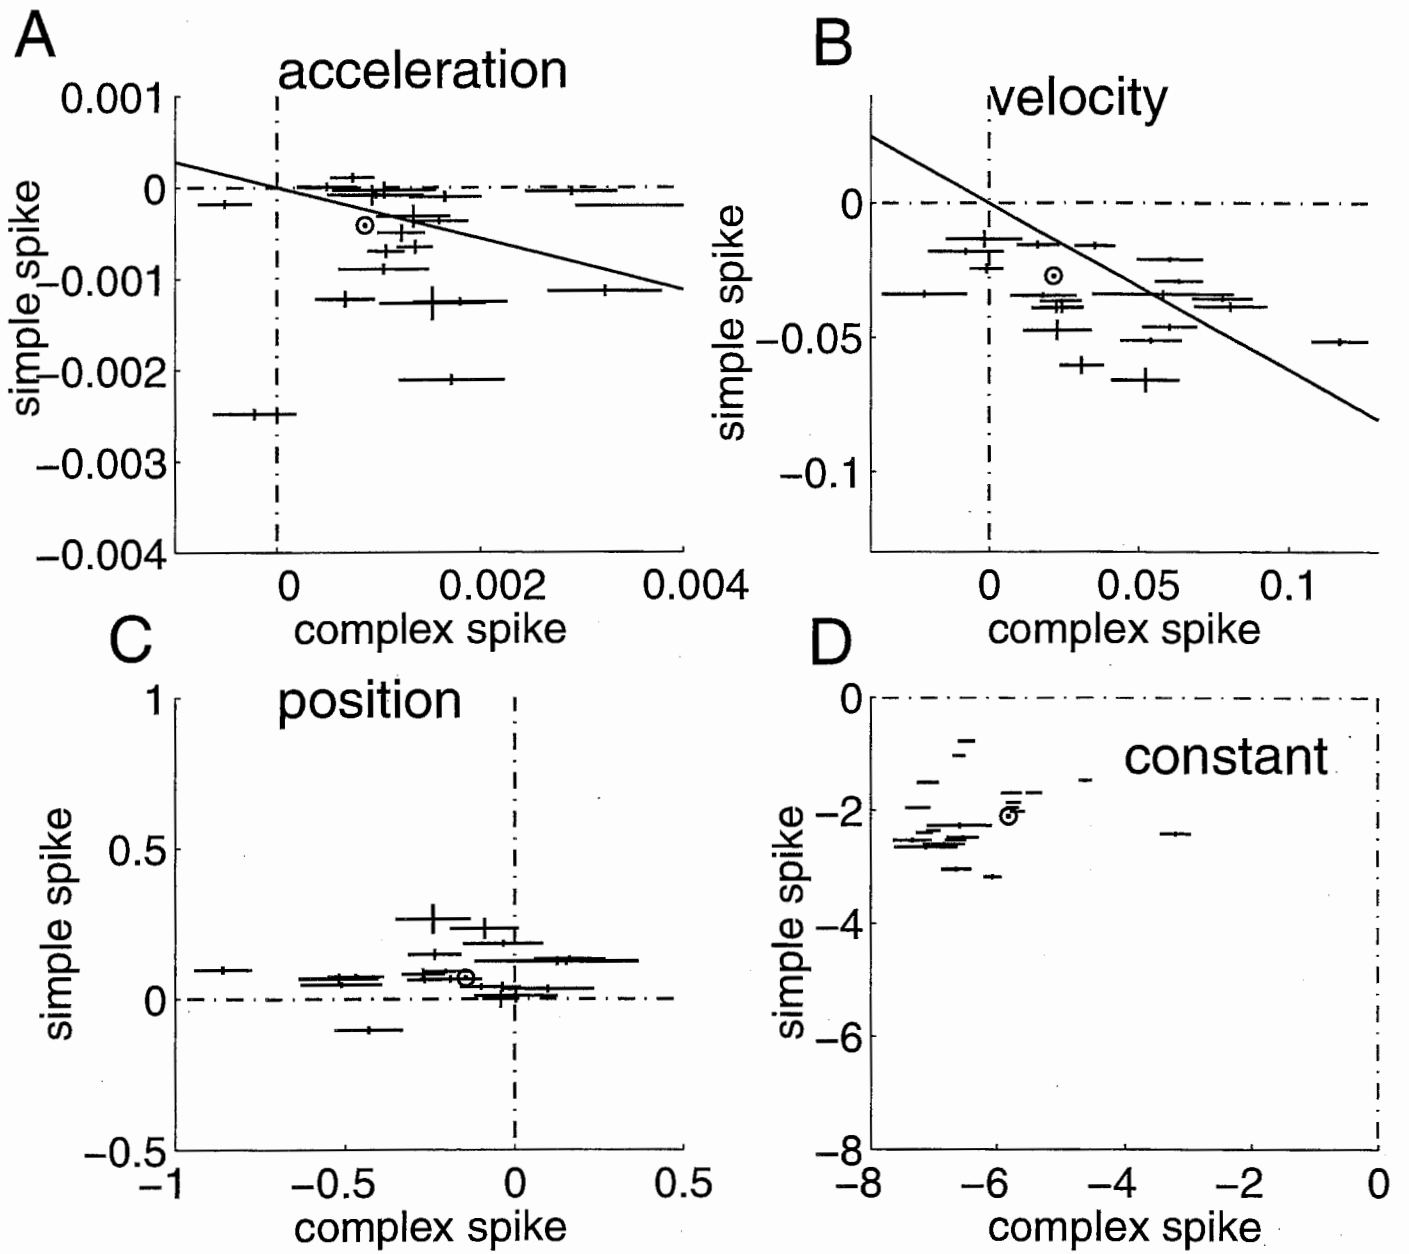 A
acceleration
0.001
0
−0.001
−0.002
−0.003
−0.004
simple spike
0
0.002
0.004
complex spike
B
velocity
0
−0.05
−0.1
simple spike
0
0.05
0.1
complex spike
C
position
1
0.5
0
−0.5
simple spike
−1
−0.5
0
0.5
complex spike
D
constant
0
−2
−4
−6
−8
simple spike
−8
−6
−4
−2
0
complex spike